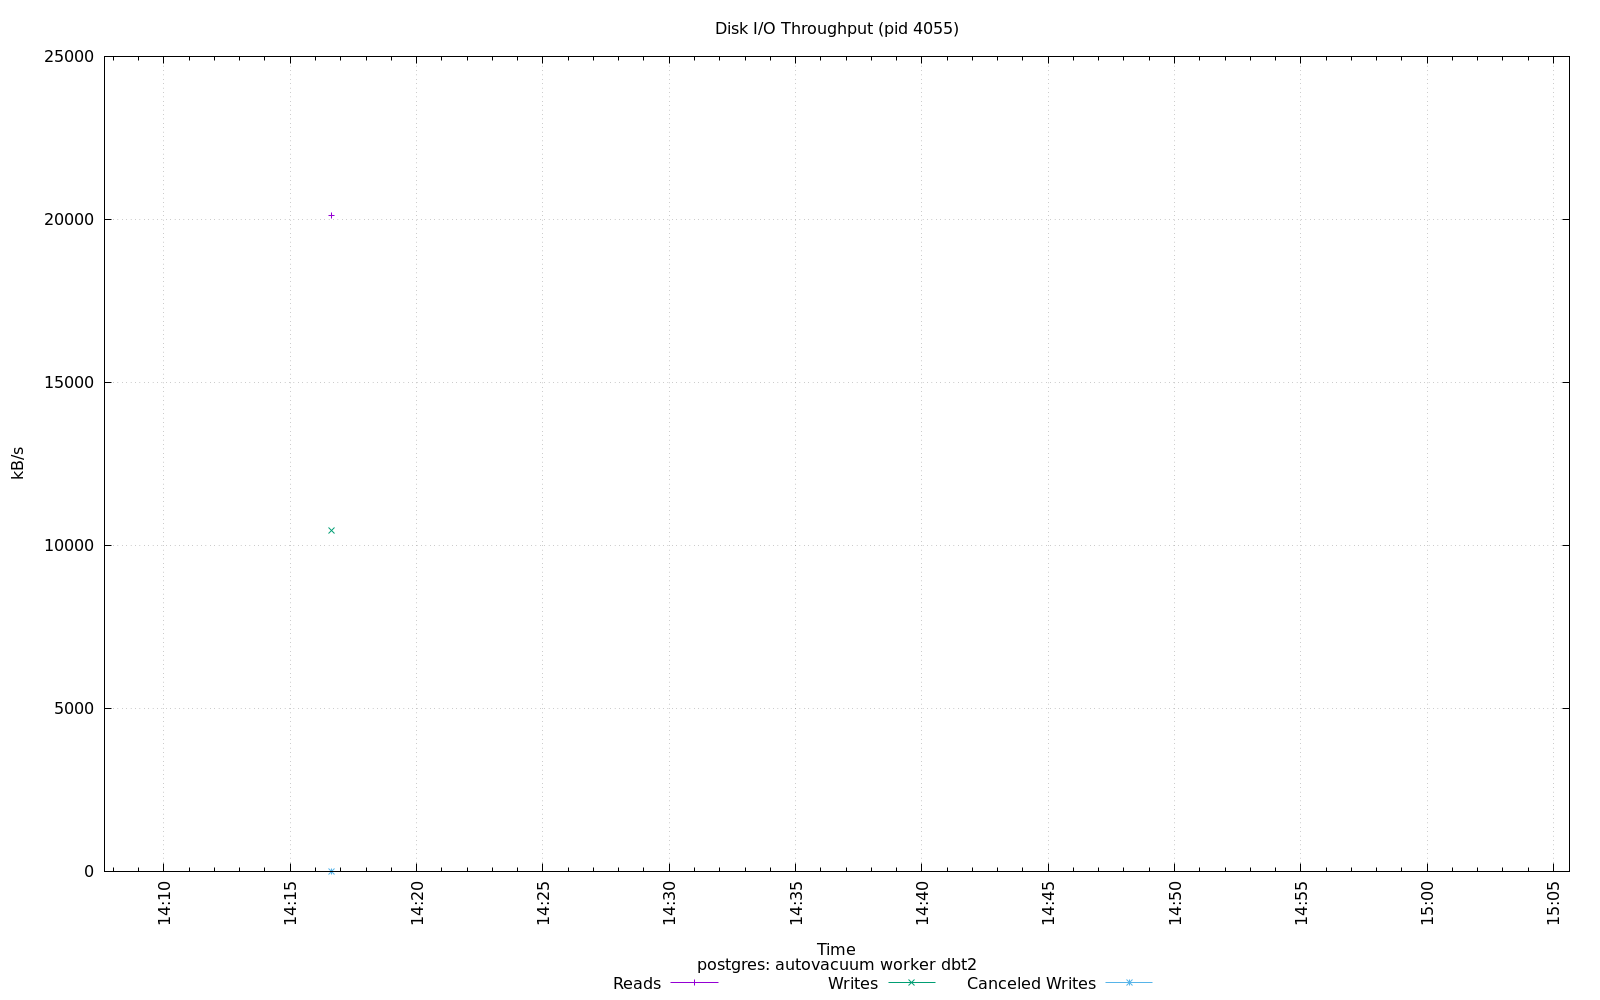 Disk I/O Throughput (pid 4055)
25000
20000
15000
10000
5000
0
kB/s
14:10 14:15 14:20 14:25 14:30 14:35 14:40 14:45 14:50 14:55 15:00 15:05
Time
postgres: autovacuum worker dbt2
Reads Writes Canceled Writes